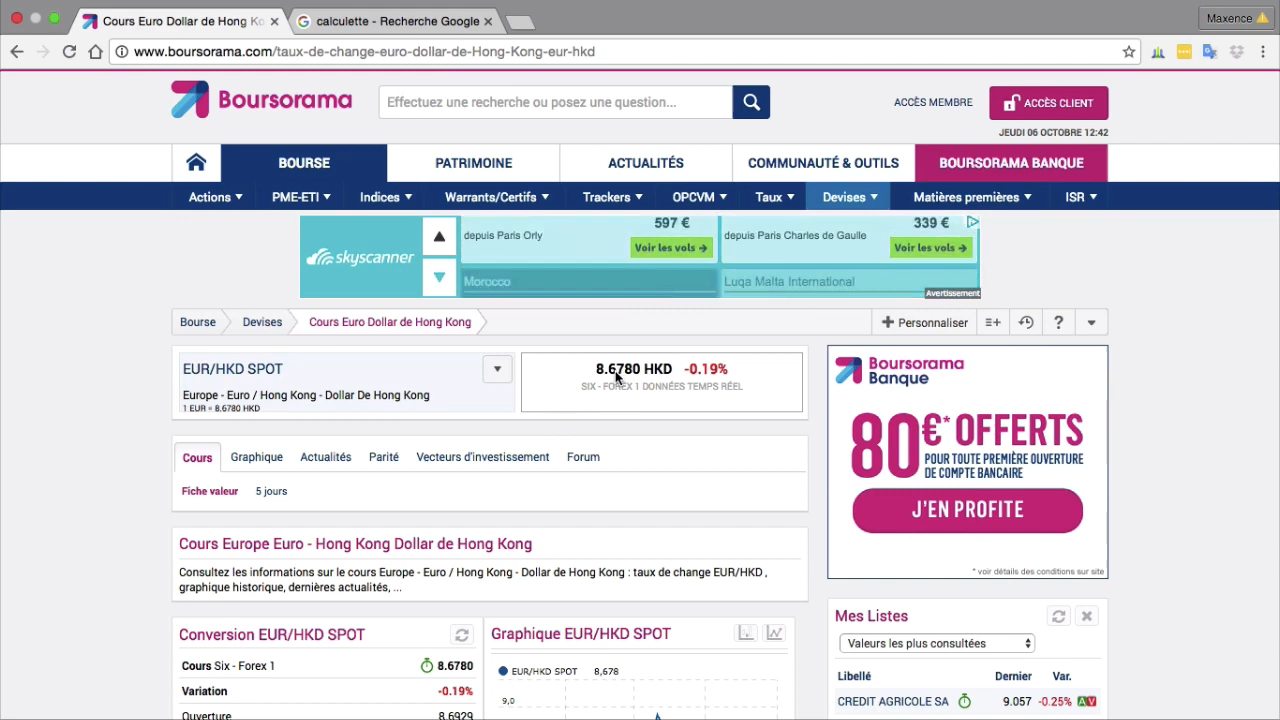 Cours Euro Dollar de Hong Ko
calculette - Recherche Google
Maxence
www.boursorama.com/taux-de-change-euro-dollar-de-Hong-Kong-eur-hkd
Boursorama
Effectuez une recherche ou posez une question...
ACCÈS MEMBRE
ACCÈS CLIENT
JEUDI 06 OCTOBRE 12:42
BOURSE
PATRIMOINE
ACTUALITÉS
COMMUNAUTÉ & OUTILS
BOURSORAMA BANQUE
Actions
PME-ETI
Indices
Warrants/Certifs
Trackers
OPCVM
Taux
Devises
Matières premières
ISR
skyscanner
597 €
depuis Paris Orly
Voir les vols →
Morocco
339 €
depuis Paris Charles de Gaulle
Voir les vols →
Luqa Malta International
Avertissement
Bourse
Devises
Cours Euro Dollar de Hong Kong
+ Personnaliser
?
EUR/HKD SPOT
Europe - Euro / Hong Kong - Dollar De Hong Kong
1 EUR = 8.6780 HKD
8.6780 HKD -0.19%
SIX - FOREX 1 DONNÉES TEMPS RÉEL
Cours
Graphique
Actualités
Parité
Vecteurs d'investissement
Forum
Fiche valeur
5 jours
Cours Europe Euro - Hong Kong Dollar de Hong Kong
Consultez les informations sur le cours Europe - Euro / Hong Kong - Dollar de Hong Kong : taux de change EUR/HKD ,
graphique historique, dernières actualités, ...
Conversion EUR/HKD SPOT
Cours Six - Forex 1 8.6780
Variation -0.19%
Ouverture 8.6929
Graphique EUR/HKD SPOT
EUR/HKD SPOT 8,678
9,0
Boursorama
Banque
80€* OFFERTS
POUR TOUTE PREMIÈRE OUVERTURE
DE COMPTE BANCAIRE
J'EN PROFITE
* voir détails des conditions sur site
Mes Listes
Valeurs les plus consultées
Libellé Dernier Var.
CREDIT AGRICOLE SA 9.057 -0.25% A V